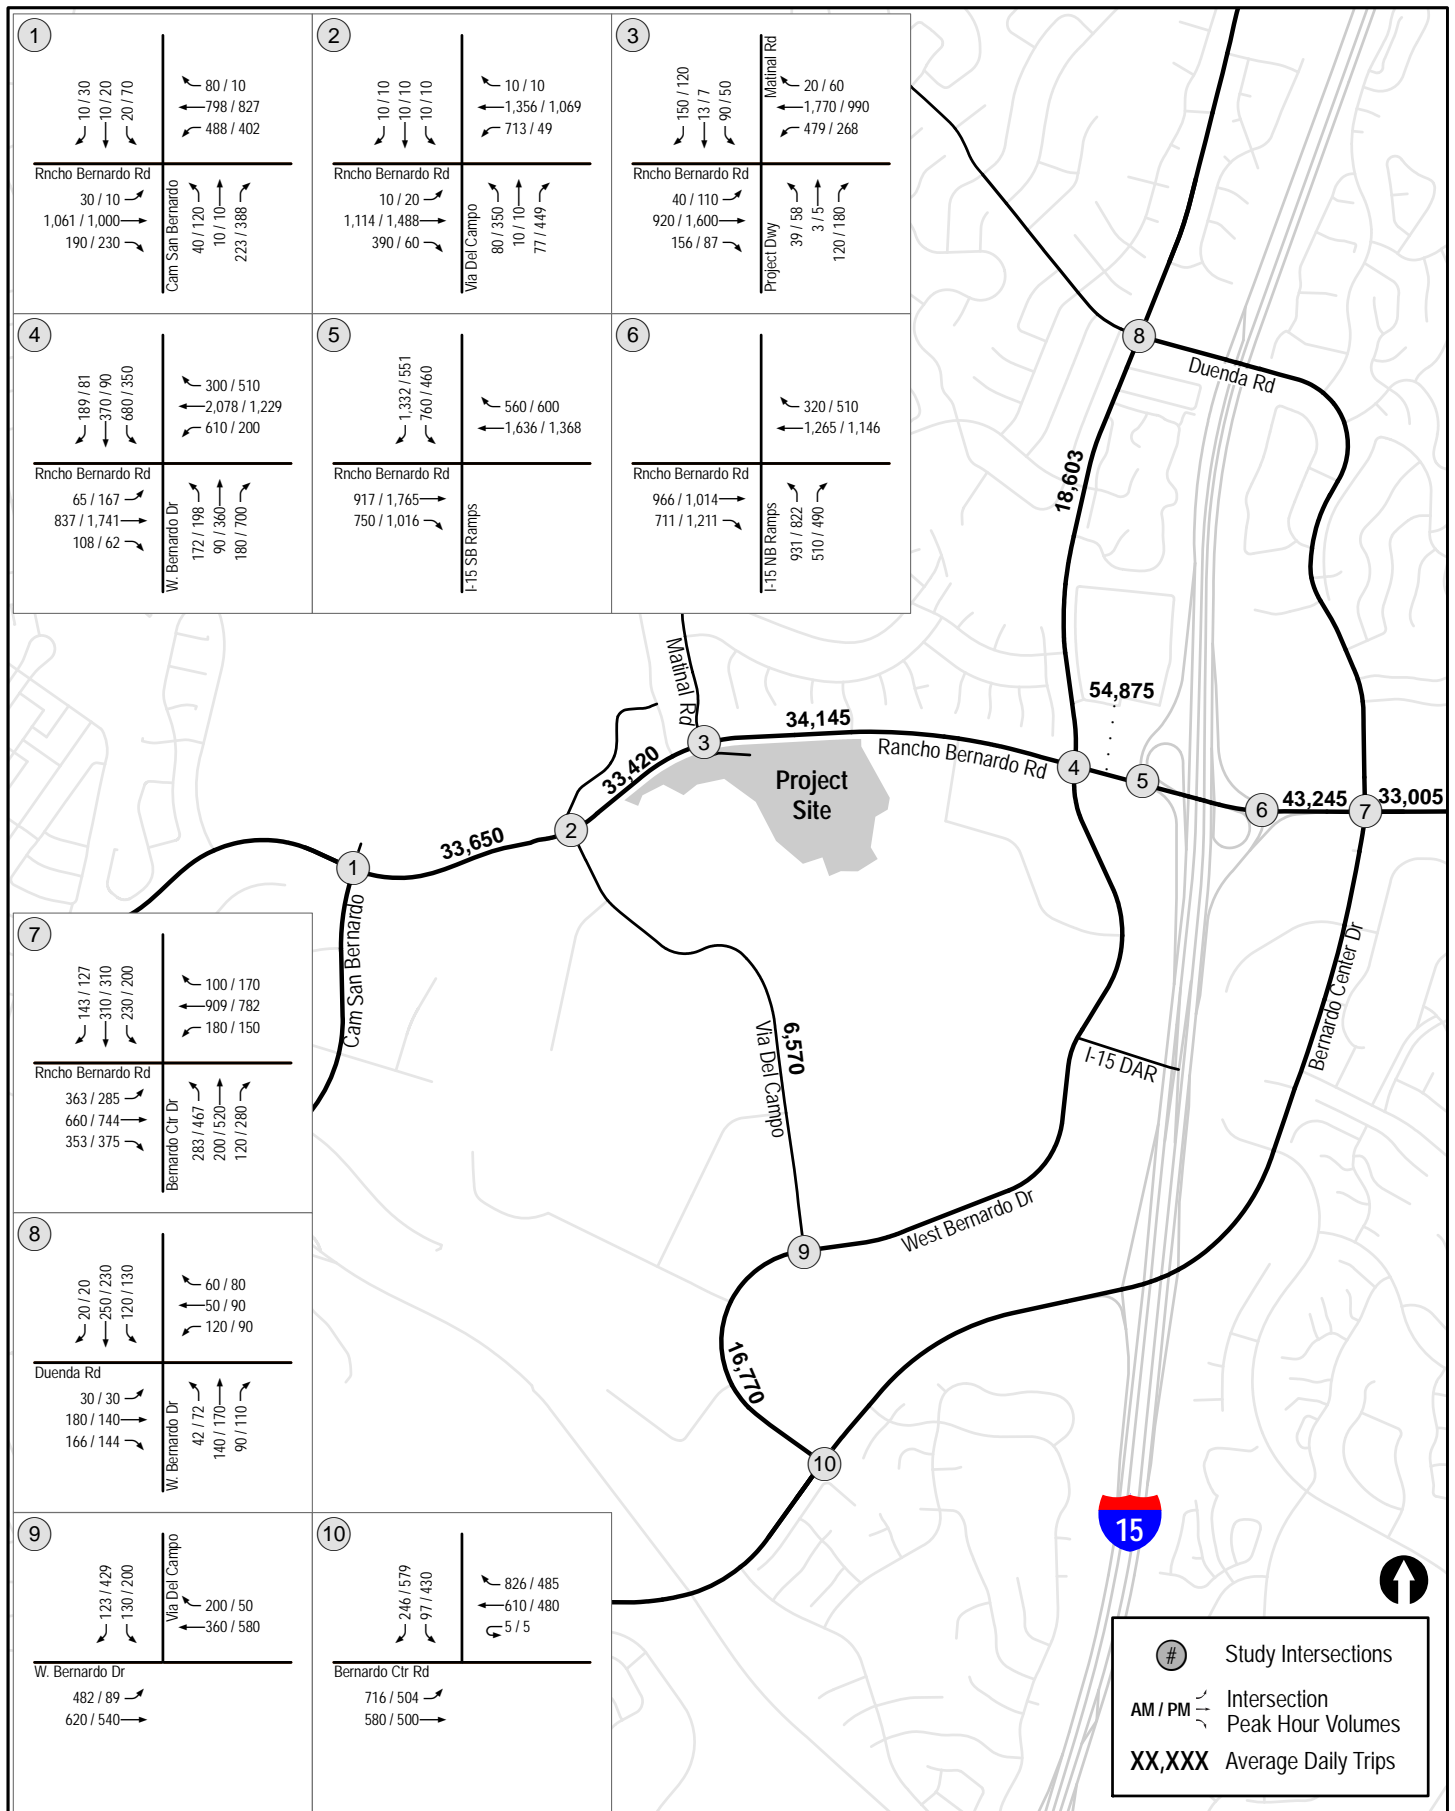 1
10 / 30
10 / 20
20 / 70
80 / 10
798 / 827
488 / 402
Rncho Bernardo Rd
30 / 10
1,061 / 1,000
190 / 230
Cam San Bernardo
40 / 120
10 / 10
223 / 388
2
10 / 10
10 / 10
10 / 10
10 / 10
1,356 / 1,069
713 / 49
Rncho Bernardo Rd
10 / 20
1,114 / 1,488
390 / 60
Via Del Campo
80 / 350
10 / 10
77 / 449
3
150 / 120
13 / 7
90 / 50
Matinal Rd
20 / 60
1,770 / 990
479 / 268
Rncho Bernardo Rd
40 / 110
920 / 1,600
156 / 87
Project Dwy
39 / 58
3 / 5
120 / 180
4
189 / 81
370 / 90
680 / 350
300 / 510
2,078 / 1,229
610 / 200
Rncho Bernardo Rd
65 / 167
837 / 1,741
108 / 62
W. Bernardo Dr
172 / 198
90 / 360
180 / 700
5
1,332 / 551
760 / 460
560 / 600
1,636 / 1,368
Rncho Bernardo Rd
917 / 1,765
750 / 1,016
I-15 SB Ramps
6
320 / 510
1,265 / 1,146
Rncho Bernardo Rd
966 / 1,014
711 / 1,211
I-15 NB Ramps
931 / 822
510 / 490
8
Duenda Rd
18,603
Matinal Rd
54,875
34,145
3
Rancho Bernardo Rd
4
5
33,420
Project
Site
6
43,245
7
33,005
2
33,650
1
Cam San Bernardo
Via Del Campo
6,570
I-15 DAR
Bernardo Center Dr
West Bernardo Dr
9
16,770
10
15
7
143 / 127
310 / 310
230 / 200
100 / 170
909 / 782
180 / 150
Rncho Bernardo Rd
363 / 285
660 / 744
353 / 375
Bernardo Ctr Dr
283 / 467
200 / 520
120 / 280
8
20 / 20
250 / 230
120 / 130
60 / 80
50 / 90
120 / 90
Duenda Rd
30 / 30
180 / 140
166 / 144
W. Bernardo Dr
42 / 72
140 / 170
90 / 110
9
123 / 429
130 / 200
Via Del Campo
200 / 50
360 / 580
W. Bernardo Dr
482 / 89
620 / 540
10
246 / 579
97 / 430
826 / 485
610 / 480
5 / 5
Bernardo Ctr Rd
716 / 504
580 / 500
# Study Intersections
AM / PM Intersection
Peak Hour Volumes
XX,XXX Average Daily Trips